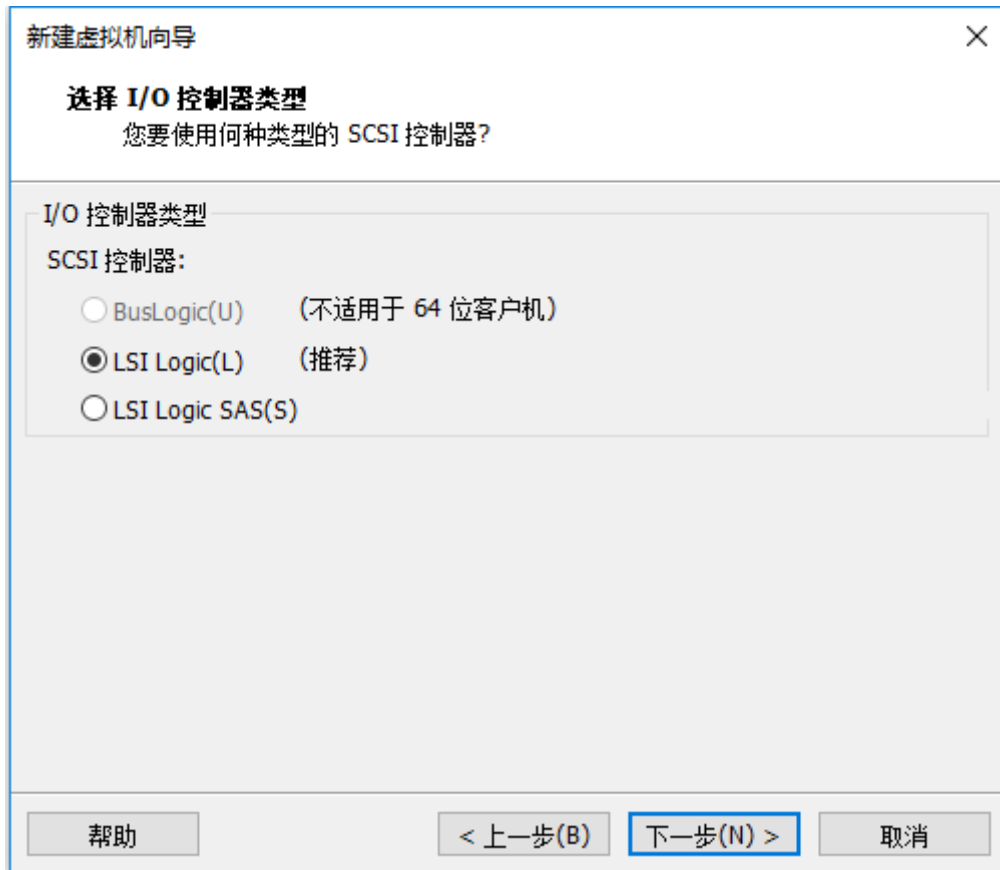 新建虚拟机向导
选择 I/O 控制器类型
您要使用何种类型的 SCSI 控制器?
I/O 控制器类型
SCSI 控制器:
BusLogic(U) (不适用于 64 位客户机)
LSI Logic(L) (推荐)
LSI Logic SAS(S)
帮助 < 上一步(B) 下一步(N) > 取消